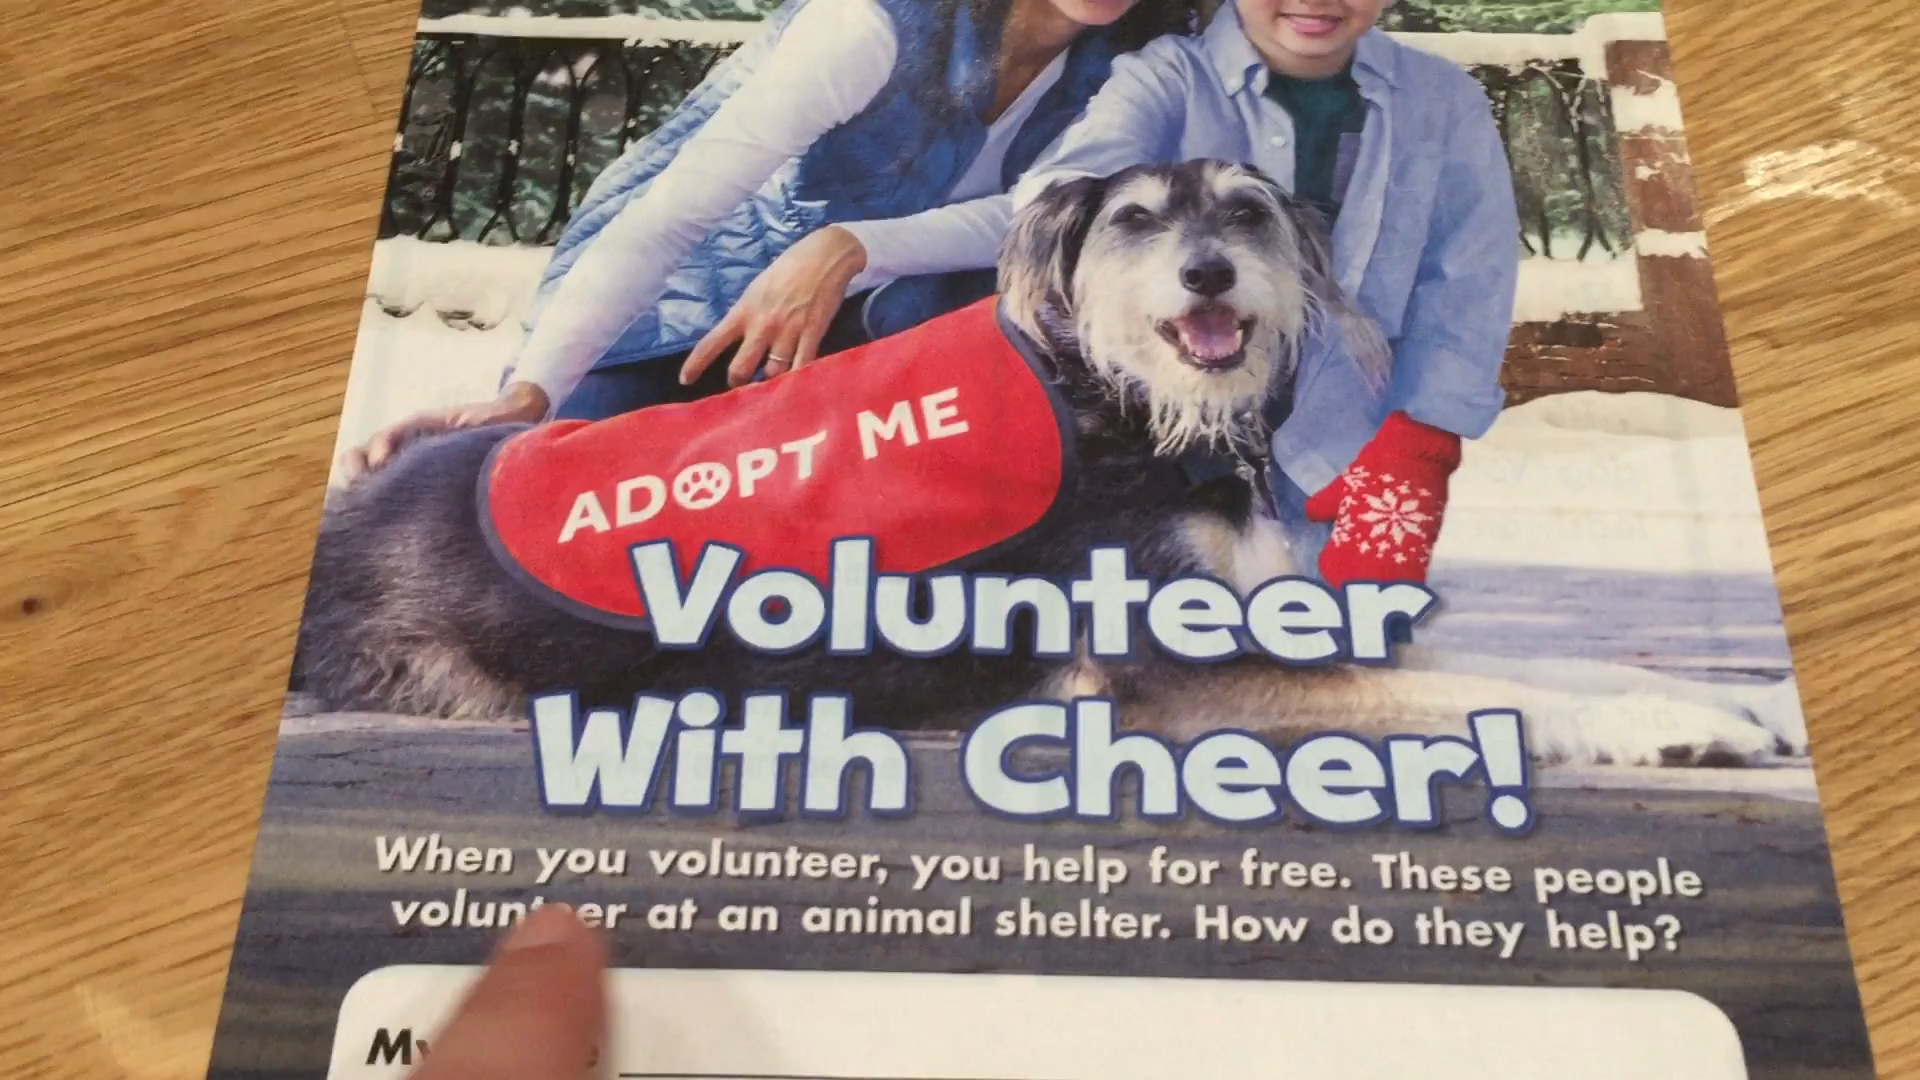 ADOPT ME
Volunteer
With Cheer!
When you volunteer, you help for free. These people
volunteer at an animal shelter. How do they help?